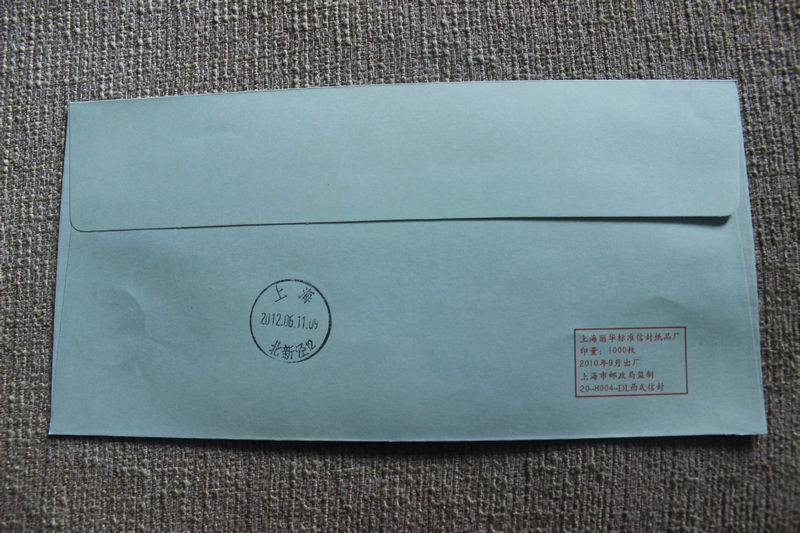 上海
2012.06.11.09
北新泾2
上海丽华标准信封纸品厂
印量：1000枚
2010年9月出厂
上海市邮政局监制
20-H004-DL西式信封